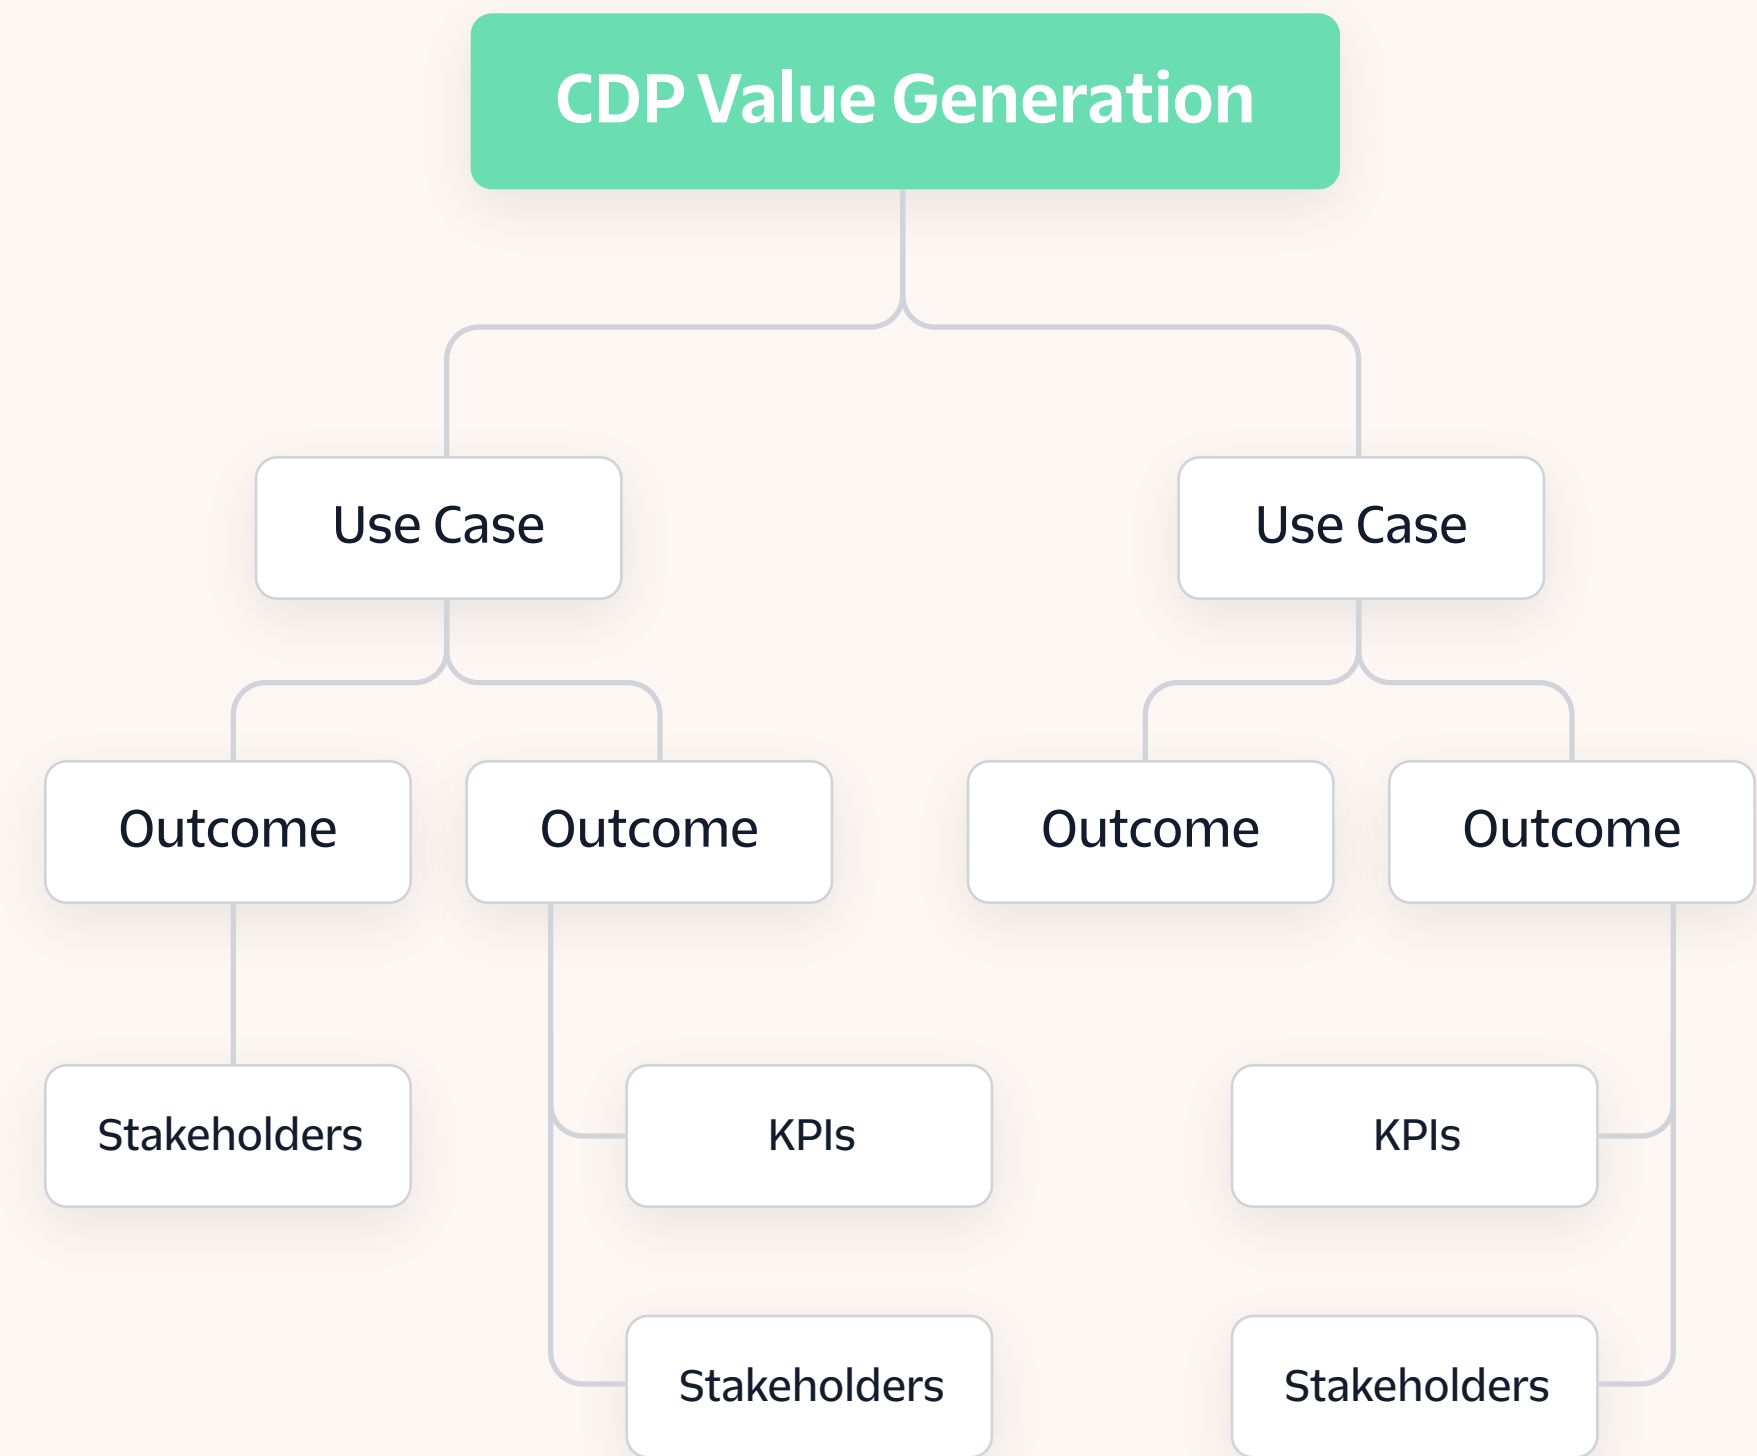 CDP Value Generation
Use Case
Use Case
Outcome
Outcome
Outcome
Outcome
Stakeholders
KPIs
KPIs
Stakeholders
Stakeholders